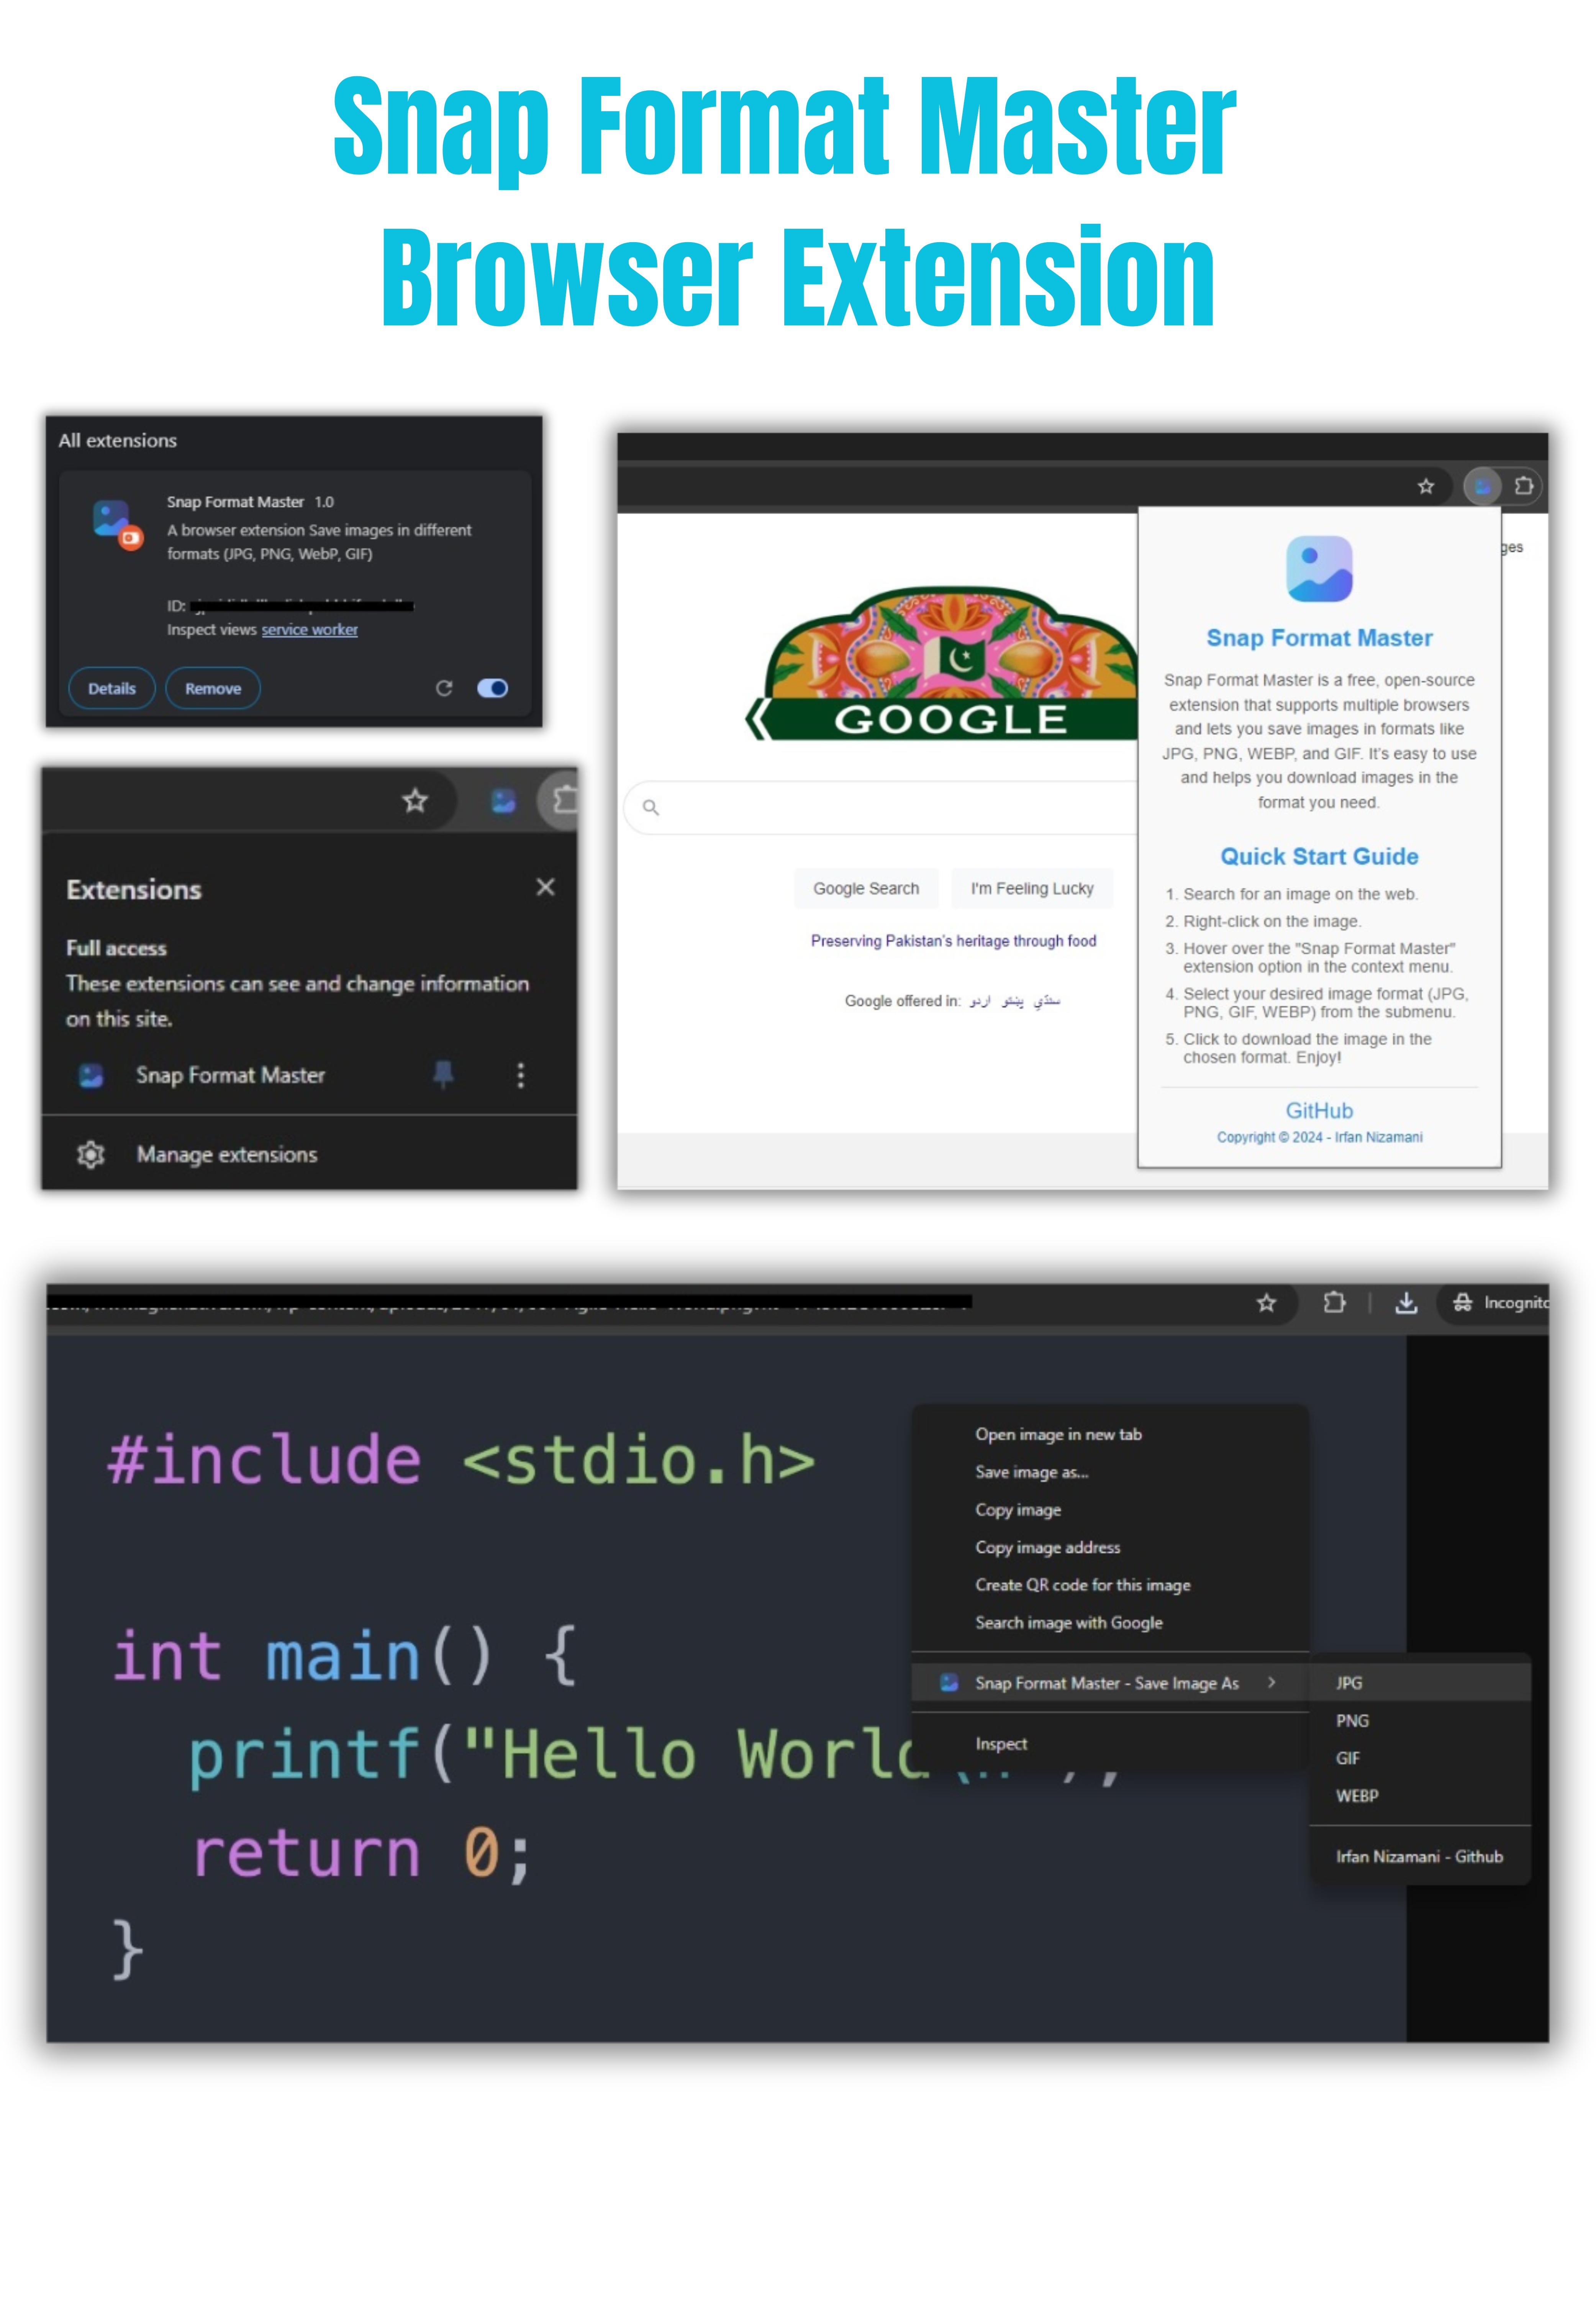 Snap Format Master
Browser Extension
All extensions
Snap Format Master 1.0
A browser extension Save images in different
formats (JPG, PNG, WebP, GIF)
ID:
Inspect views service worker
Details Remove
Extensions
Full access
These extensions can see and change information
on this site.
Snap Format Master
Manage extensions
GOOGLE
Google Search I'm Feeling Lucky
Preserving Pakistan's heritage through food
Google offered in: اردو پښتو سنڌي
ges
Snap Format Master
Snap Format Master is a free, open-source
extension that supports multiple browsers
and lets you save images in formats like
JPG, PNG, WEBP, and GIF. It's easy to use
and helps you download images in the
format you need.
Quick Start Guide
1. Search for an image on the web.
2. Right-click on the image.
3. Hover over the "Snap Format Master"
extension option in the context menu.
4. Select your desired image format (JPG,
PNG, GIF, WEBP) from the submenu.
5. Click to download the image in the
chosen format. Enjoy!
GitHub
Copyright © 2024 - Irfan Nizamani
Incognito
#include <stdio.h>
int main() {
printf("Hello World
return 0;
}
Open image in new tab
Save image as...
Copy image
Copy image address
Create QR code for this image
Search image with Google
Snap Format Master - Save Image As
Inspect
JPG
PNG
GIF
WEBP
Irfan Nizamani - Github